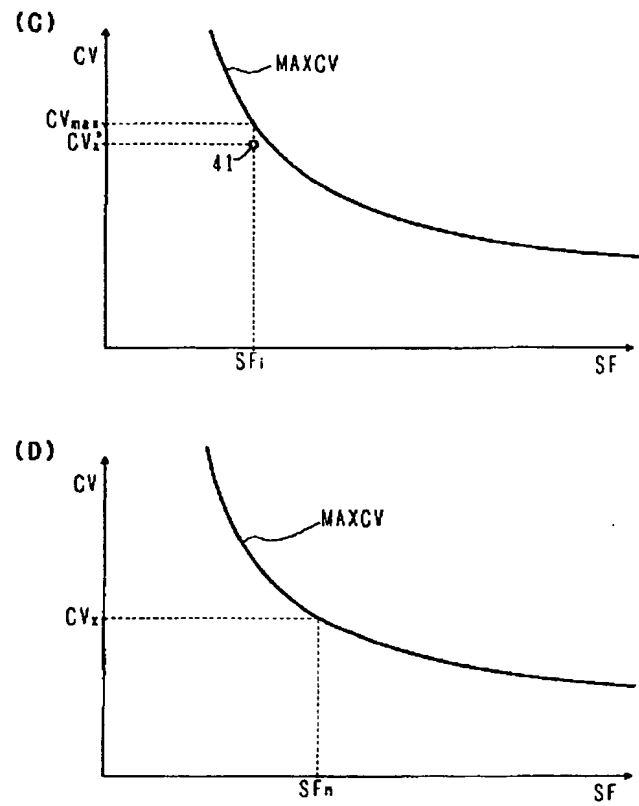 (C)
CV
MAXCV
CVmax
CVx'
41
SFi
SF
(D)
CV
MAXCV
CVx
SFn
SF